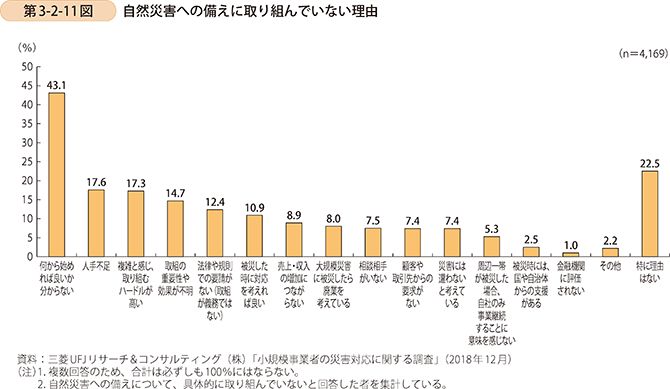 第3-2-11図 自然災害への備えに取り組んでいない理由
(%)
(n=4,169)
50
45
40
35
30
25
20
15
10
5
0
43.1
17.6
17.3
14.7
12.4
10.9
8.9
8.0
7.5
7.4
7.4
5.3
2.5
1.0
2.2
22.5
何から始め
れば良いか
分からない
人手不足
複雑と感じ、
取り組む
ハードルが
高い
取組の
重要性や
効果が不明
法律や規則
での要請が
ない(取組
が義務ではない)
被災した
時に対応を
考えれば良い
売上・収入
の増加に
つながらない
大規模災害
に被災したら
廃業を
考えている
相談相手
がいない
顧客や
取引先からの
要求がない
災害には
遭わないと
考えている
周辺一帯
が被災した
場合、
自社のみ
事業継続
することに
意味を感じない
被災時には、
国や自治体
からの支援
がある
金融機関
に評価
されない
その他
特に理由
はない
資料:三菱UFJリサーチ&コンサルティング(株)「小規模事業者の災害対応に関する調査」(2018年12月)
(注)1. 複数回答のため、合計は必ずしも100%にはならない。
2. 自然災害への備えについて、具体的に取り組んでいないと回答した者を集計している。